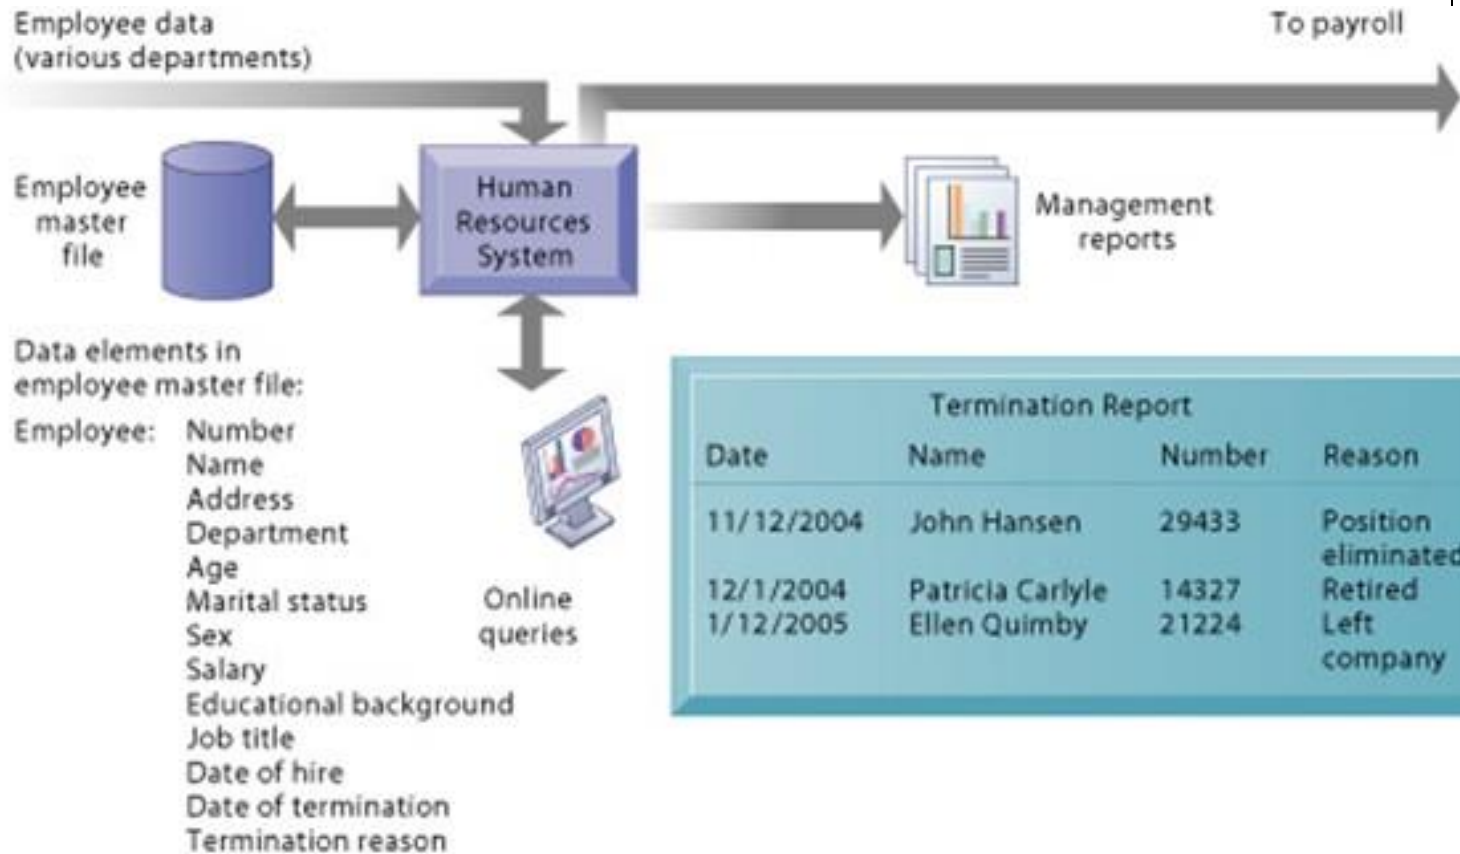 Employee data
(various departments)
To payroll
Employee
master
file
Human
Resources
System
Management
reports
Data elements in
employee master file:
Employee: Number
Name
Address
Department
Age
Marital status
Sex
Salary
Educational background
Job title
Date of hire
Date of termination
Termination reason
Online
queries
Termination Report
Date Name Number Reason
11/12/2004 John Hansen 29433 Position
eliminated
12/1/2004 Patricia Carlyle 14327 Retired
1/12/2005 Ellen Quimby 21224 Left
company